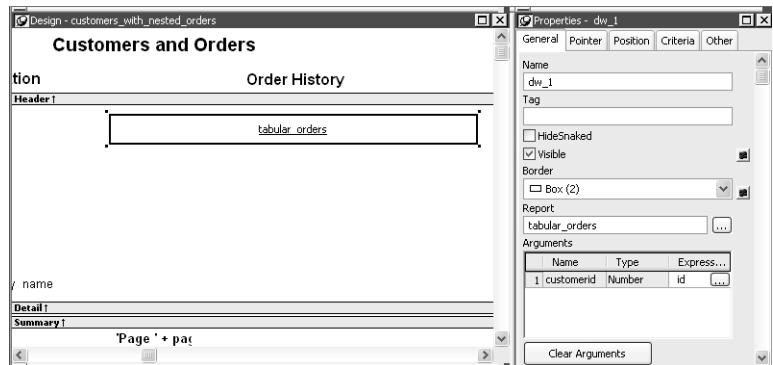 Design - customers_with_nested_orders
Customers and Orders
tion
Order History
Header ↑
tabular_orders
name
Detail ↑
Summary ↑
'Page ' + pag
Properties - dw_1
General Pointer Position Criteria Other
Name
dw_1
Tag
HideSnaked
Visible
Border
Box (2)
Report
tabular_orders
...
Arguments
Name Type Express...
1 customerid Number id ...
Clear Arguments